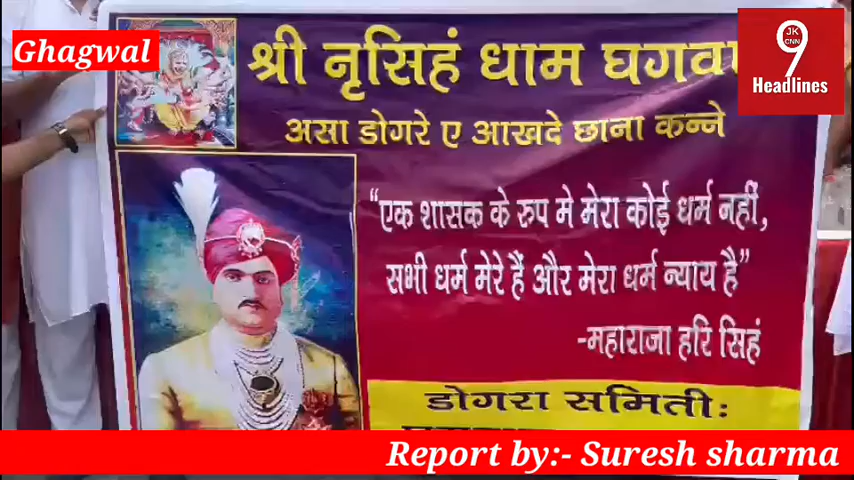 Ghagwal
JK
CNN
9
Headlines
श्री नृसिहं धाम
असा डोगरे ए आखदे छाना कन्ने
“एक शासक के रुप मे मेरा कोई धर्म नहीं,
सभी धर्म मेरे हैं और मेरा धर्म न्याय है”
-महाराजा हरि सिहं
डोगरा समिती:
Report by:- Suresh sharma